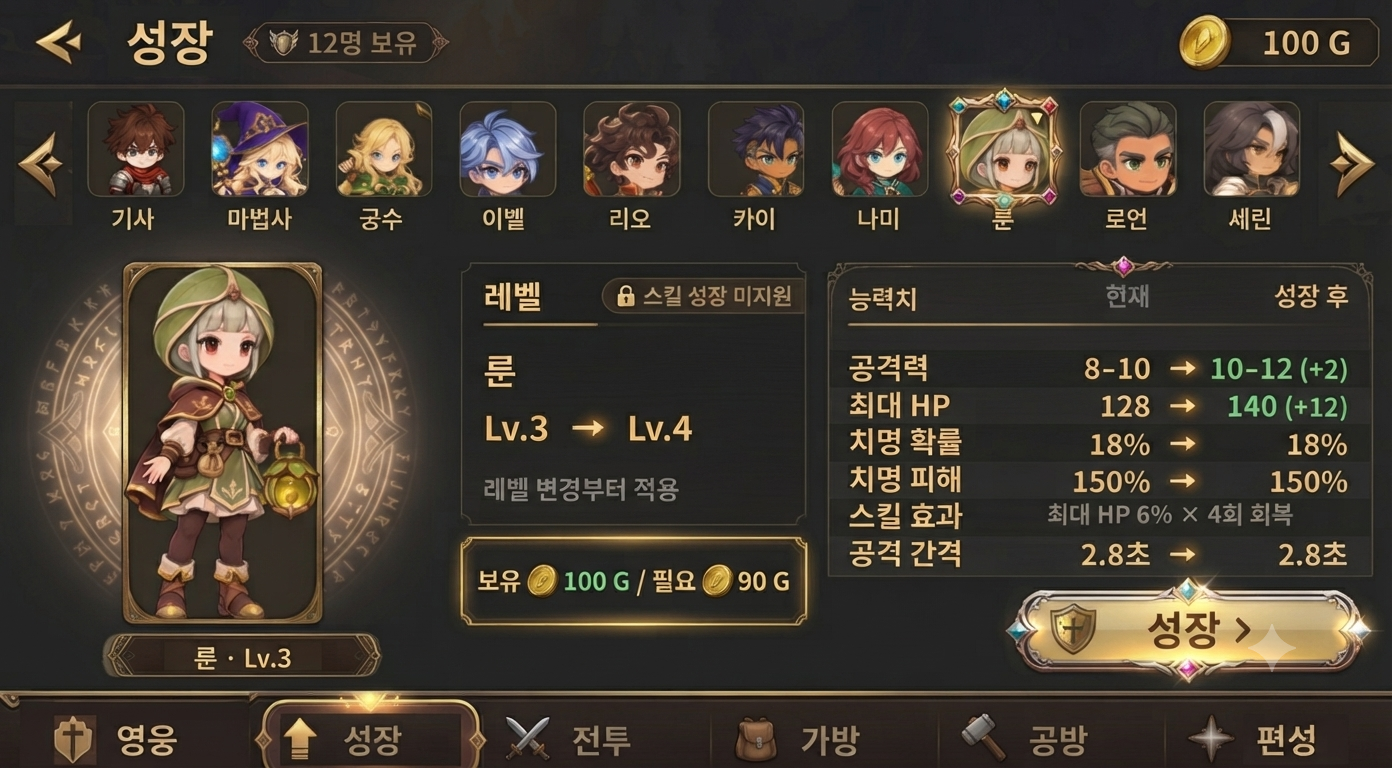 성장
12명 보유
100 G
기사 마법사 궁수 이벨 리오 카이 나미 룬 로언 세린
레벨
스킬 성장 미지원
룬
Lv.3 → Lv.4
레벨 변경부터 적용
보유 100 G / 필요 90 G
능력치 현재 성장 후
공격력 8-10 → 10-12 (+2)
최대 HP 128 → 140 (+12)
치명 확률 18% → 18%
치명 피해 150% → 150%
스킬 효과 최대 HP 6% × 4회 회복
공격 간격 2.8초 → 2.8초
성장 >
룬 · Lv.3
영웅 성장 전투 가방 공방 편성